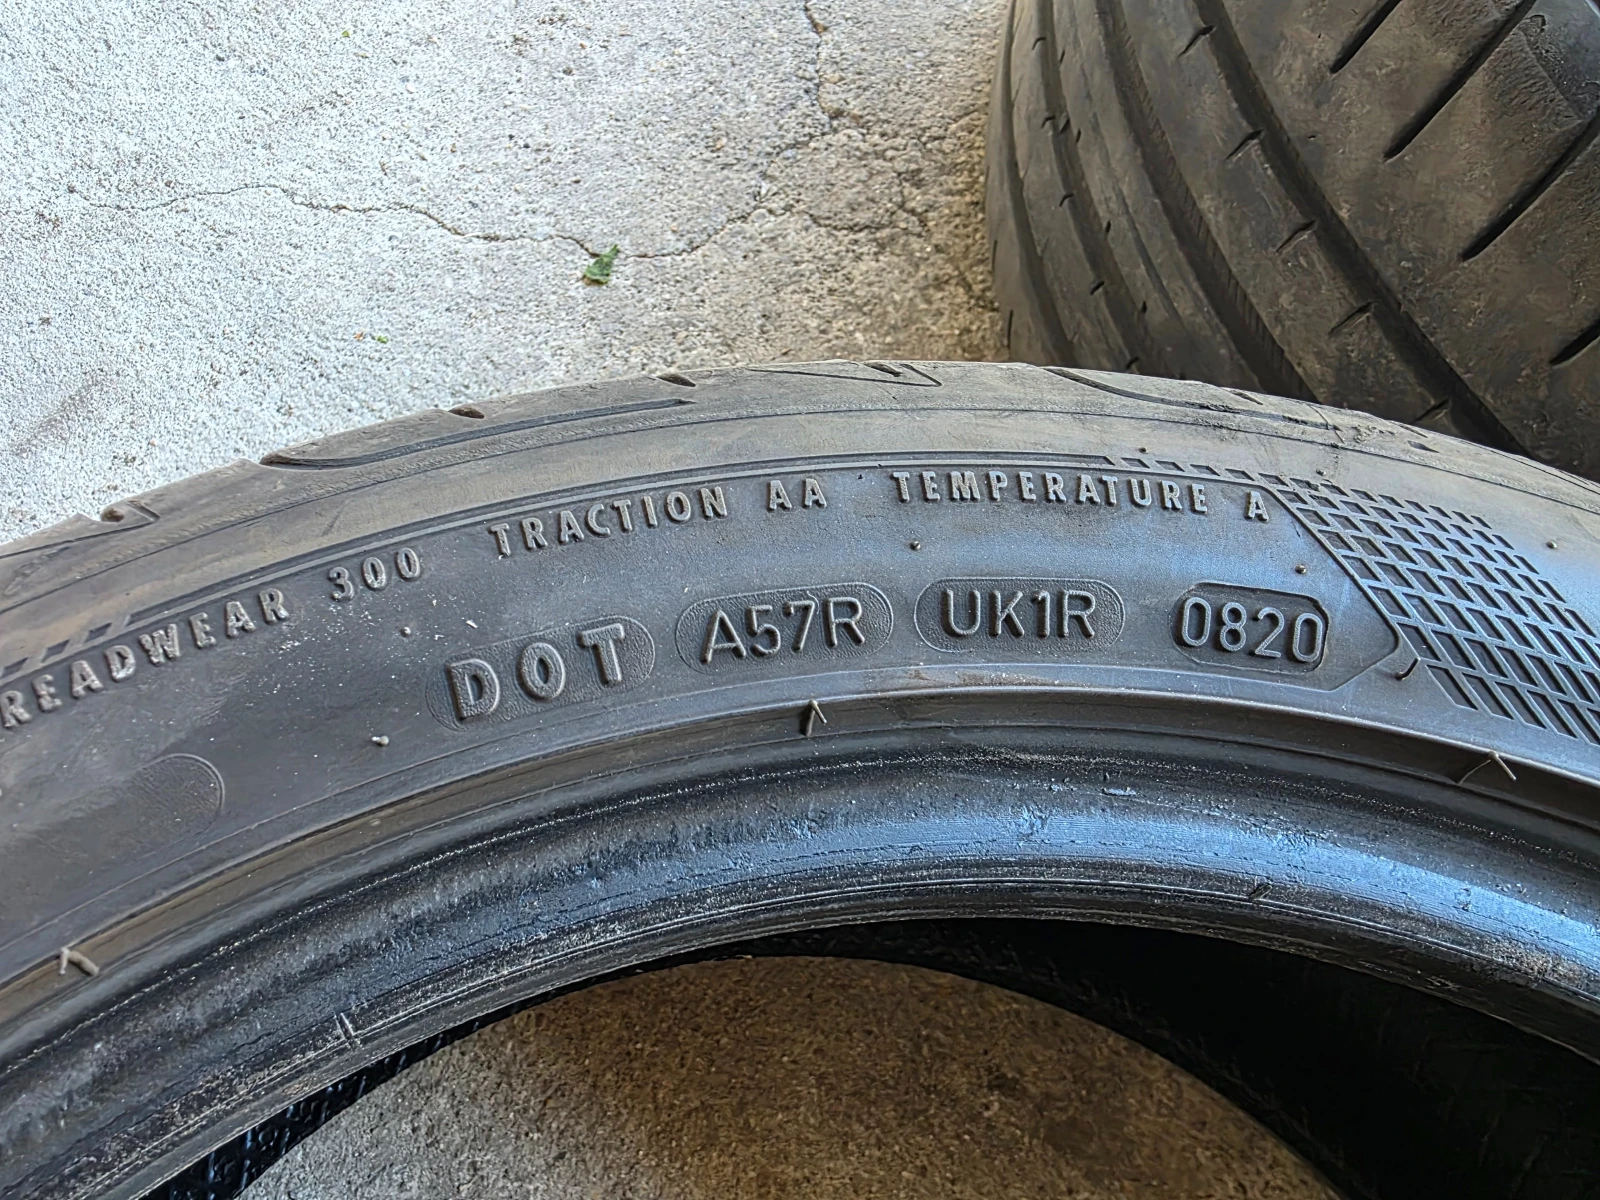 READWEAR 300 TRACTION AA TEMPERATURE A
DOT A57R UK1R 0820